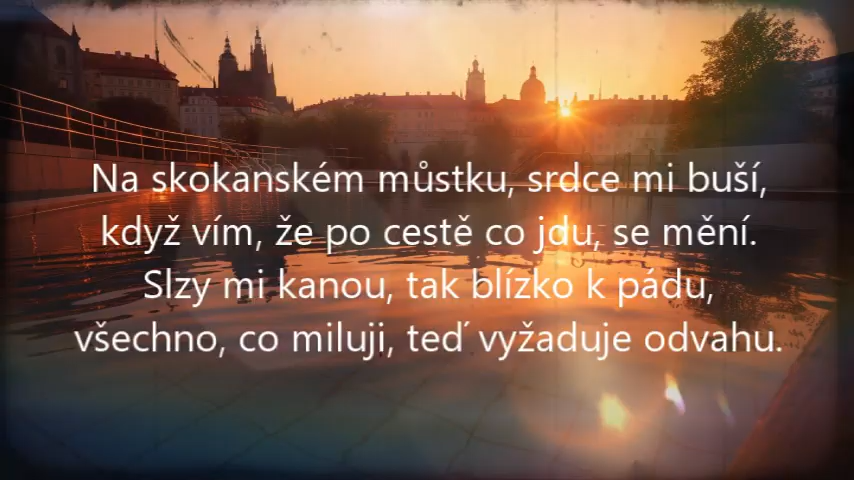 Na skokanském můstku, srdce mi buší,
když vím, že po cestě co jdu, se mění.
Slzy mi kanou, tak blízko k pádu,
všechno, co miluji, teď vyžaduje odvahu.